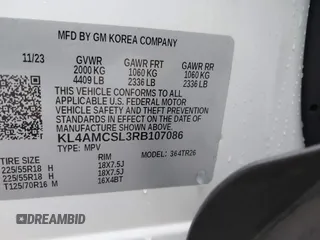 MFD BY GM KOREA COMPANY
11/23 GVWR GAWR FRT GAWR RR
2000 KG 1060 KG 1060 KG
4409 LB 2336 LB 2336 LB
THIS VEHICLE CONFORMS TO ALL
APPLICABLE U.S. FEDERAL MOTOR
VEHICLE SAFETY AND THEFT
PREVENTION STANDARDS IN EFFECT
ON THE DATE OF MANUFACTURE
SHOWN ABOVE.
KL4AMCSL3RB107086
TYPE: MPV MODEL: 364TR26
RIM
225/55R18 H 18X7.5J
225/55R18 H 18X7.5J
T125/70R16 M 16X4BT
DREAMBID